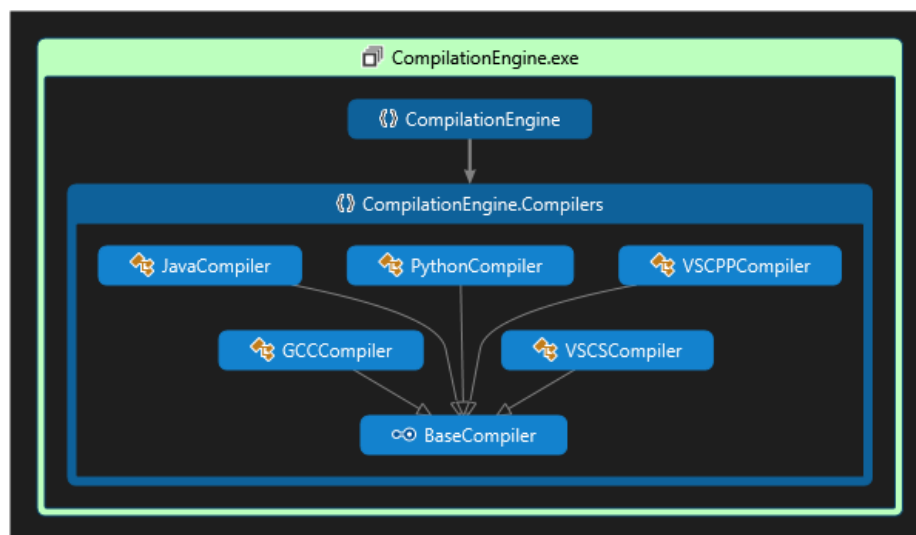 CompilationEngine.exe
CompilationEngine
CompilationEngine.Compilers
JavaCompiler
PythonCompiler
VSCPPCompiler
GCCCompiler
VSCSCompiler
BaseCompiler